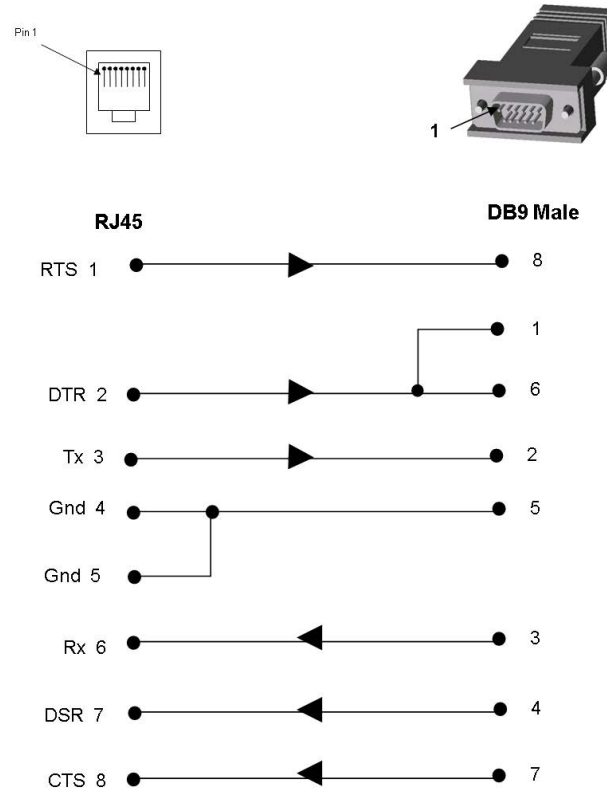 Pin 1
1
RJ45
DB9 Male
RTS 1
8
1
DTR 2
6
Tx 3
2
Gnd 4
5
Gnd 5
Rx 6
3
DSR 7
4
CTS 8
7